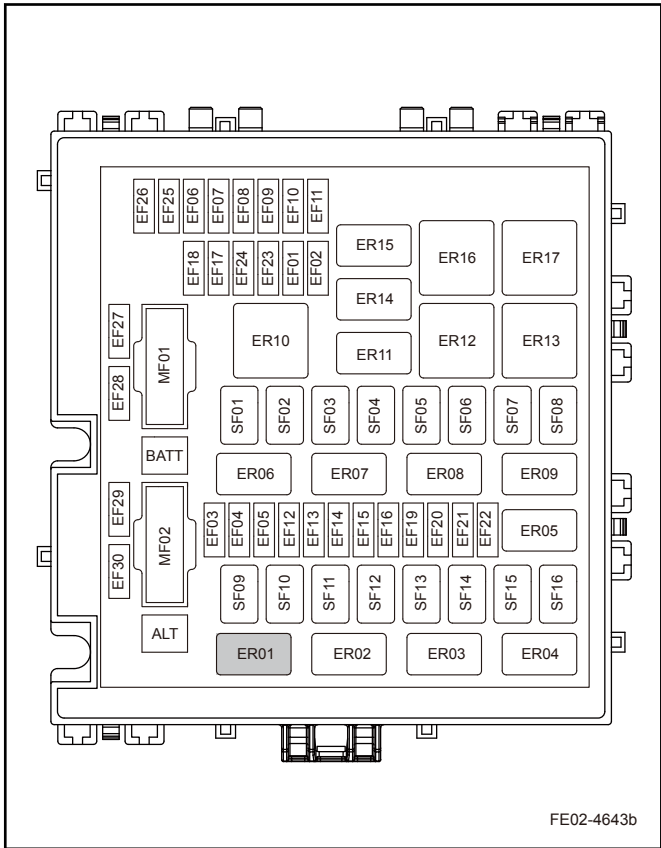 EF26 EF25 EF06 EF07 EF08 EF09 EF10 EF11
ER15 ER16 ER17
EF18 EF17 EF24 EF23 EF01 EF02
ER14
EF27 MF01 ER10 ER11 ER12 ER13
EF28
SF01 SF02 SF03 SF04 SF05 SF06 SF07 SF08
BATT
ER06 ER07 ER08 ER09
EF29 MF02
EF03 EF04 EF05 EF12 EF13 EF14 EF15 EF16 EF19 EF20 EF21 EF22 ER05
EF30
SF09 SF10 SF11 SF12 SF13 SF14 SF15 SF16
ALT
ER01 ER02 ER03 ER04
FE02-4643b